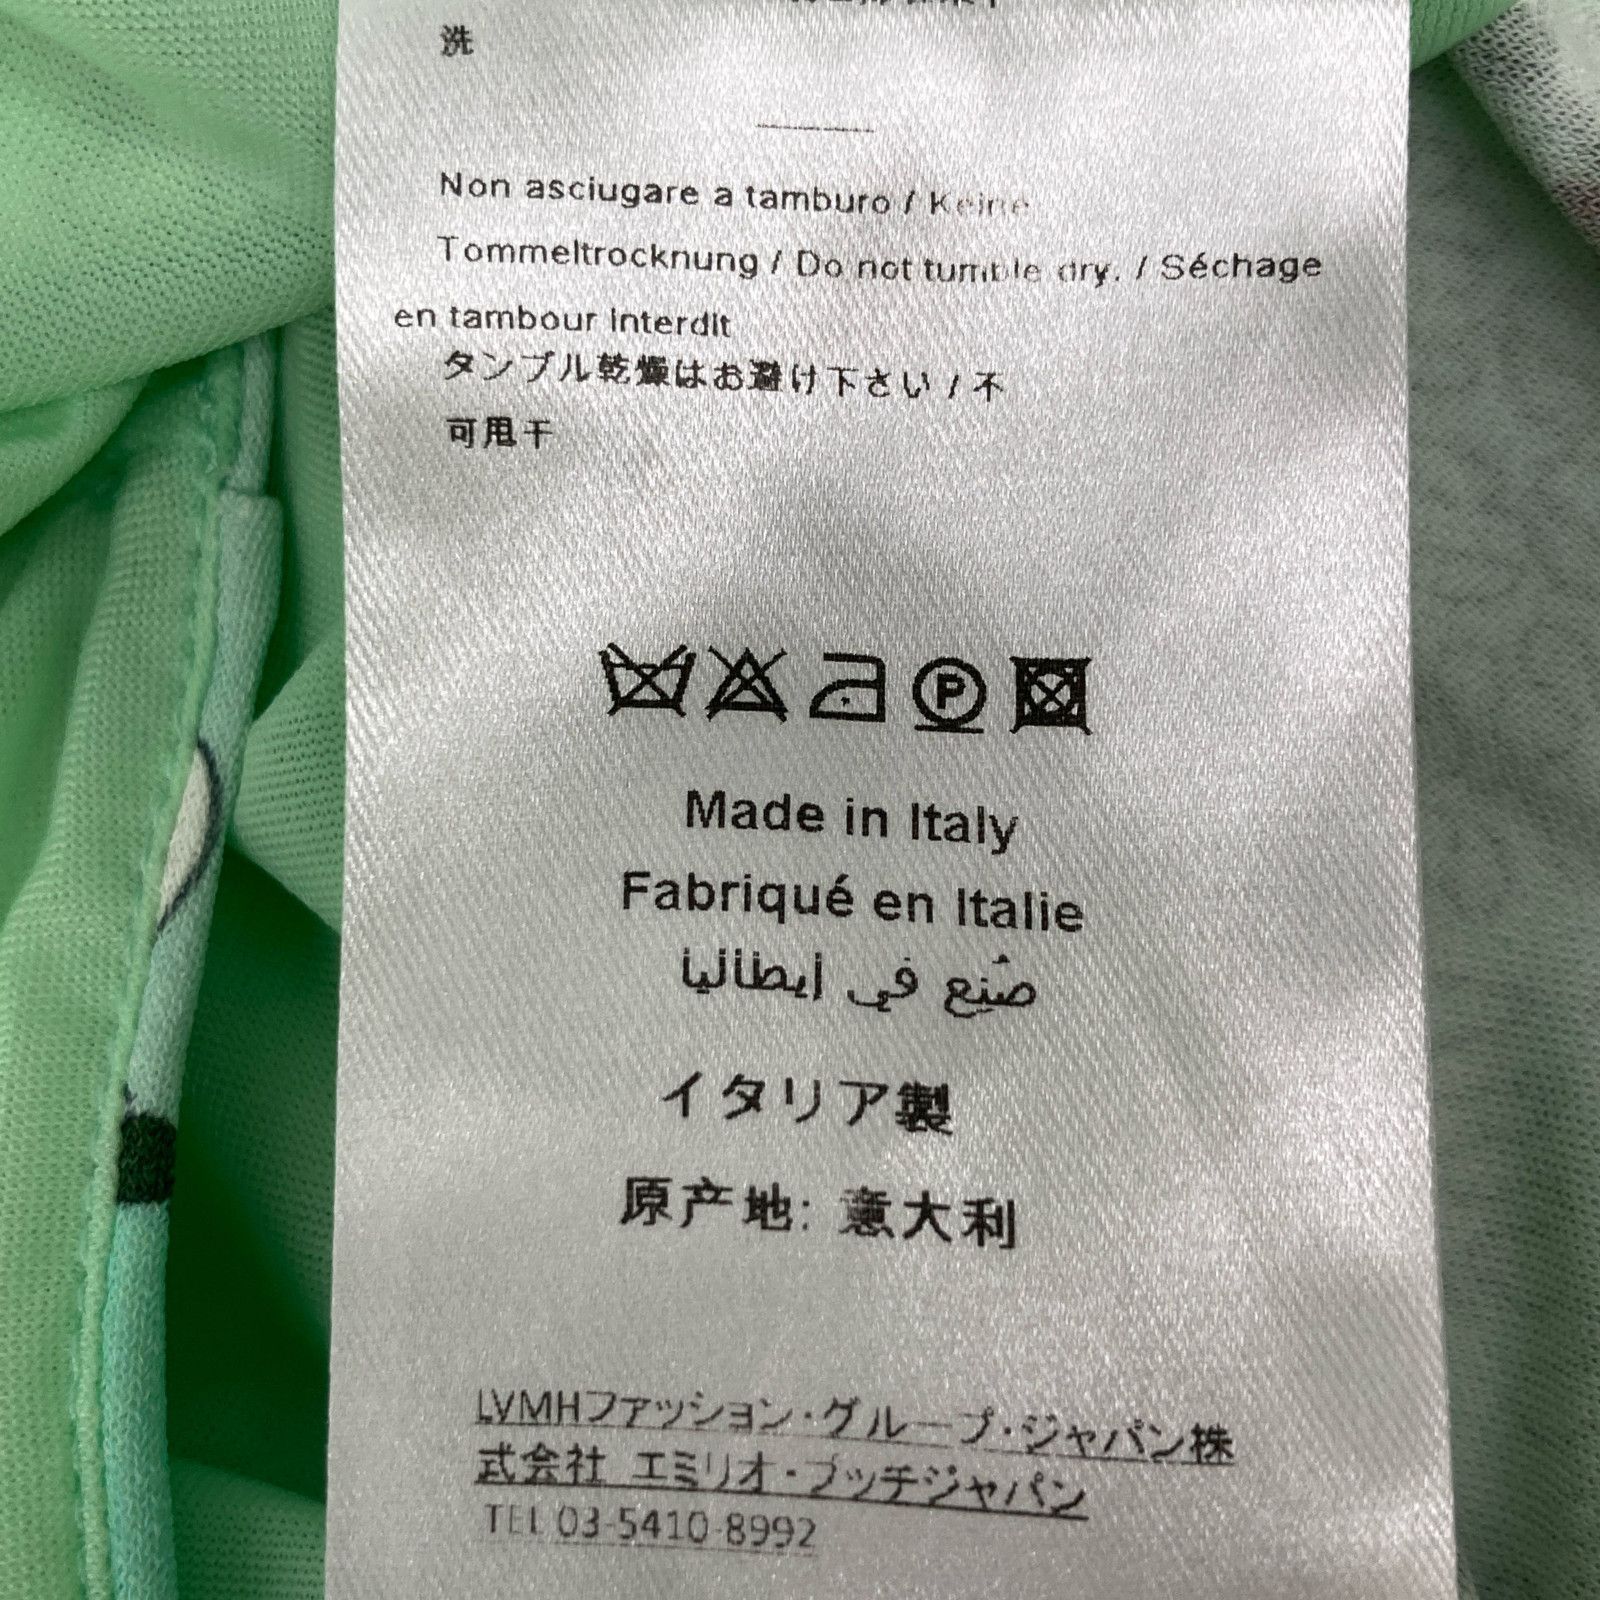 洗
Non asciugare a tamburo / Keine
Tommeltrocknung / Do not tumble dry. / Séchage
en tambour interdit
タンブル乾燥はお避け下さい / 不
可甩干
P
Made in Italy
Fabriqué en Italie
صُنِع في إيطاليا
イタリア製
原产地: 意大利
LVMHファッション・グループ・ジャパン株
式会社 エミリオ・プッチジャパン
TEL 03-5410-8992